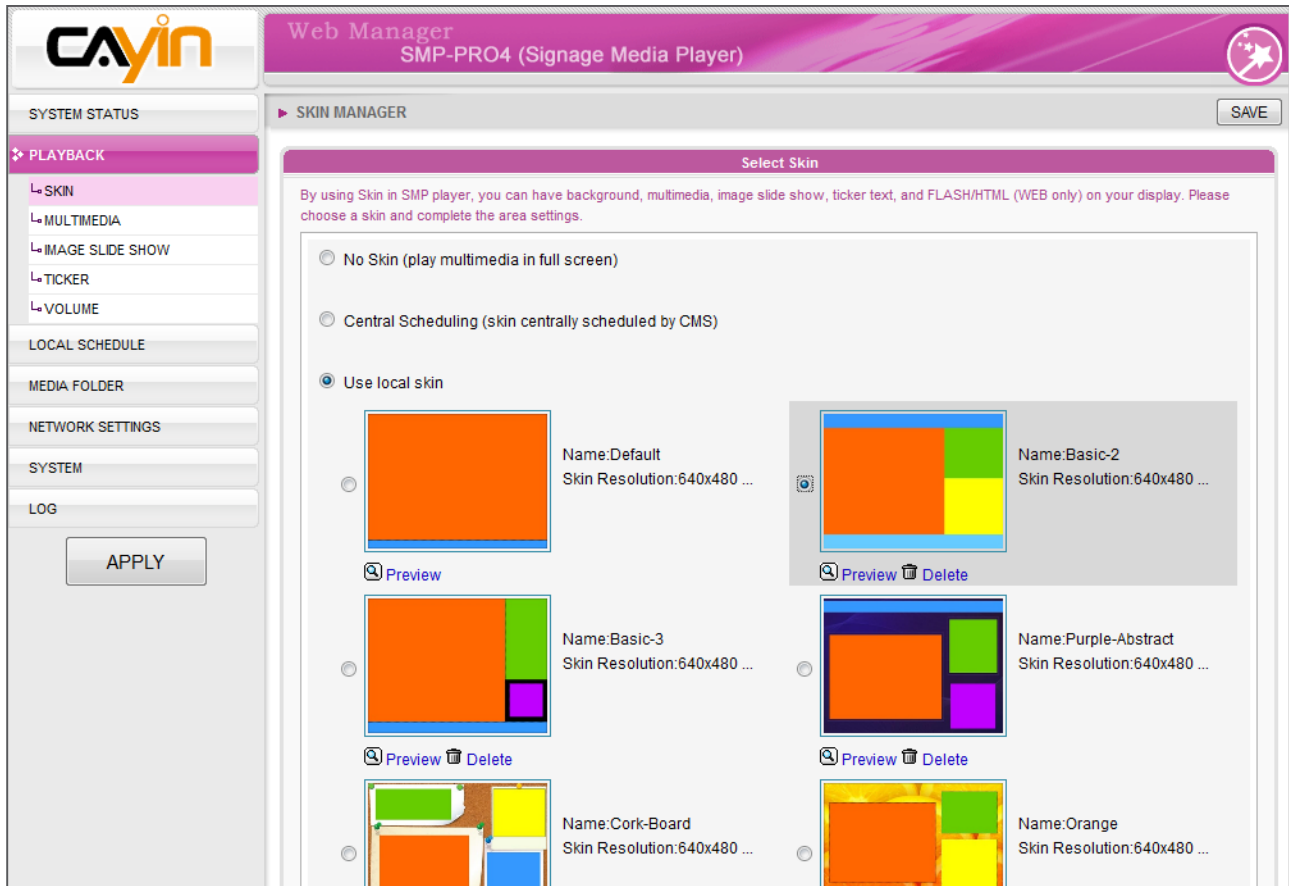 CAYIN
Web Manager
SMP-PRO4 (Signage Media Player)
SYSTEM STATUS
PLAYBACK
SKIN
MULTIMEDIA
IMAGE SLIDE SHOW
TICKER
VOLUME
LOCAL SCHEDULE
MEDIA FOLDER
NETWORK SETTINGS
SYSTEM
LOG
APPLY
SKIN MANAGER
SAVE
Select Skin
By using Skin in SMP player, you can have background, multimedia, image slide show, ticker text, and FLASH/HTML (WEB only) on your display. Please
choose a skin and complete the area settings.
No Skin (play multimedia in full screen)
Central Scheduling (skin centrally scheduled by CMS)
Use local skin
Name:Default
Skin Resolution:640x480 ...
Preview
Name:Basic-2
Skin Resolution:640x480 ...
Preview Delete
Name:Basic-3
Skin Resolution:640x480 ...
Preview Delete
Name:Purple-Abstract
Skin Resolution:640x480 ...
Preview Delete
Name:Cork-Board
Skin Resolution:640x480 ...
Name:Orange
Skin Resolution:640x480 ...